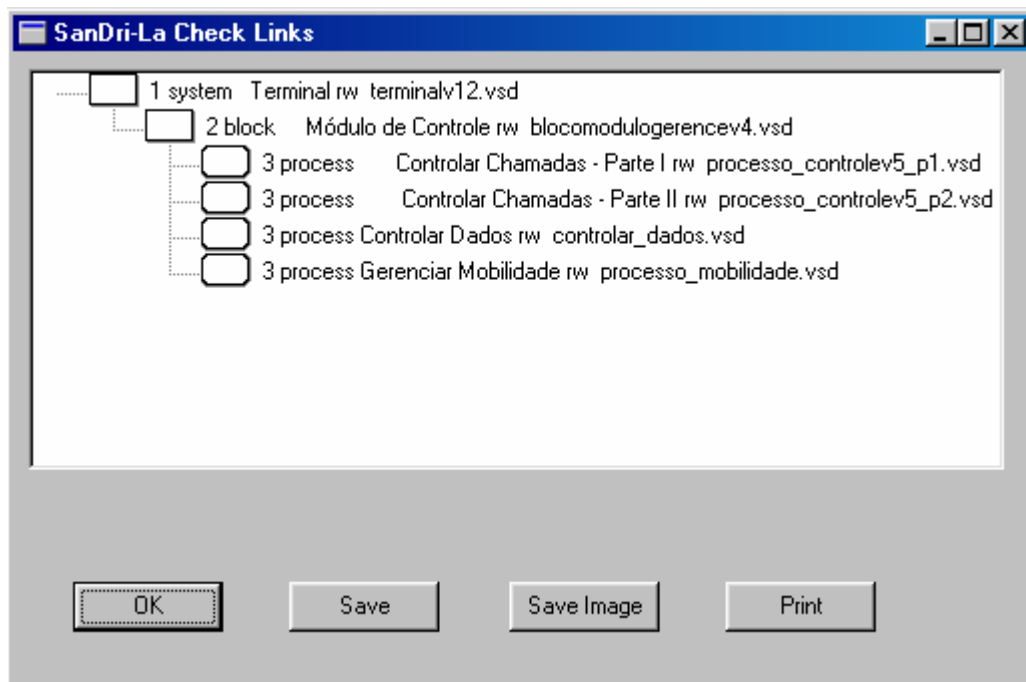 SanDri-La Check Links
1 system Terminal rw terminalv12.vsd
2 block Módulo de Controle rw blocomodulogerencev4.vsd
3 process Controlar Chamadas - Parte I rw processo_controlev5_p1.vsd
3 process Controlar Chamadas - Parte II rw processo_controlev5_p2.vsd
3 process Controlar Dados rw controlar_dados.vsd
3 process Gerenciar Mobilidade rw processo_mobilidade.vsd
OK Save Save Image Print